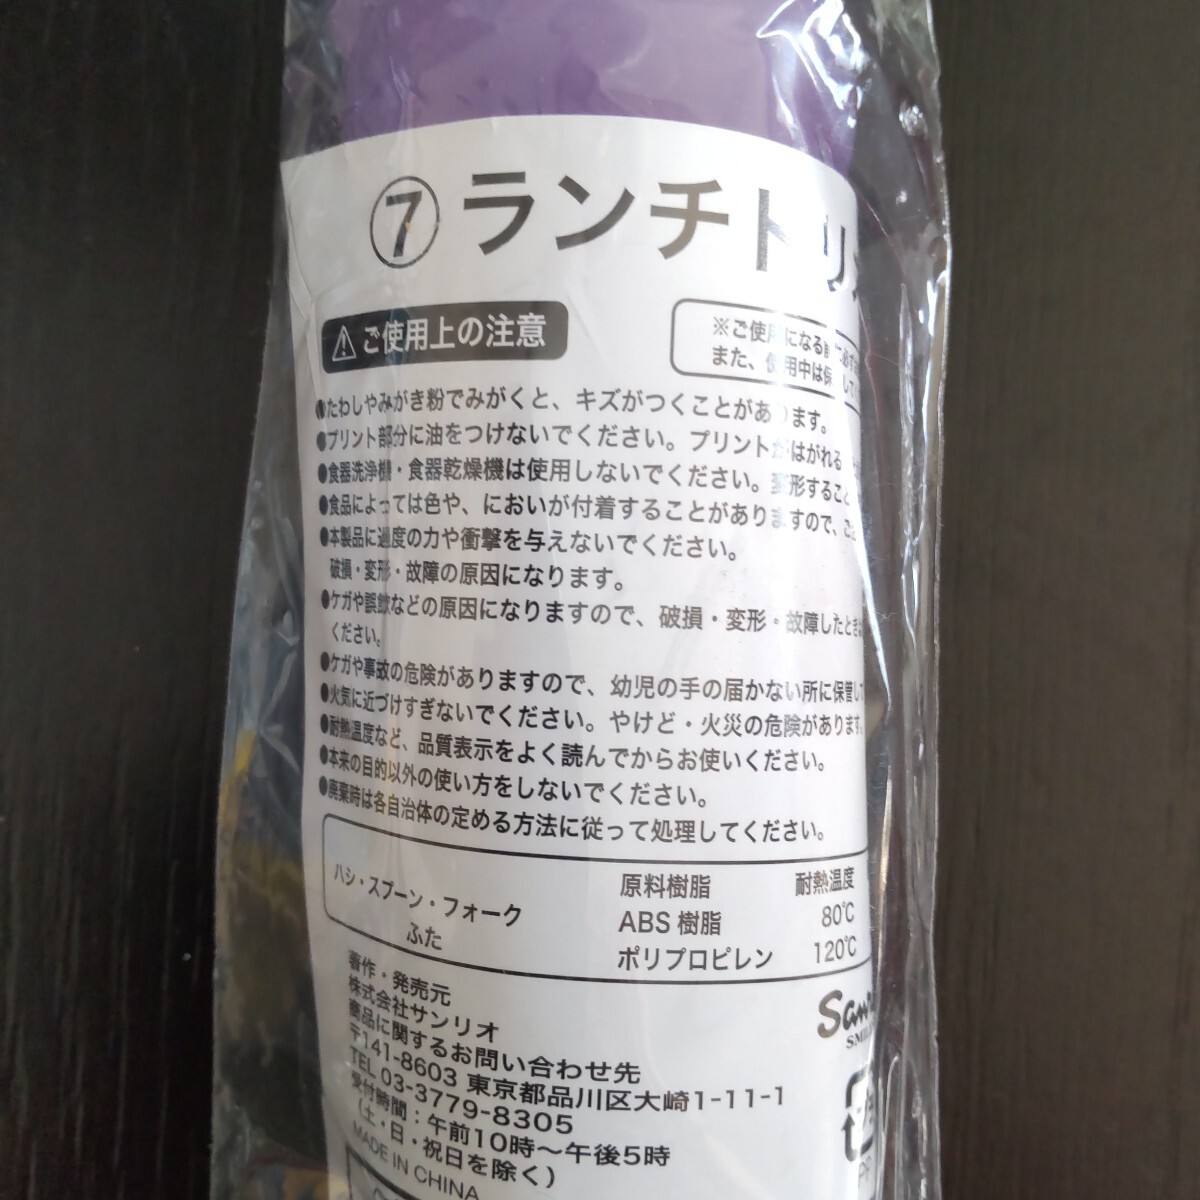 ⑦ランチトリオ
⚠ご使用上の注意
※ご使用になる前に必ず
また、使用中は保
●たわしやみがき粉でみがくと、キズがつくことがあります。
●プリント部分に油をつけないでください。プリントがはがれる
●食器洗浄機・食器乾燥機は使用しないでください。変形すること
●食品によっては色や、においが付着することがありますので、ご
●本製品に過度の力や衝撃を与えないでください。
破損・変形・故障の原因になります。
●ケガや誤飲などの原因になりますので、破損・変形・故障したときは
ください。
●ケガや事故の危険がありますので、幼児の手の届かない所に保管して
●火気に近づけすぎないでください。やけど・火災の危険があります。
●耐熱温度など、品質表示をよく読んでからお使いください。
●本来の目的以外の使い方をしないでください。
●廃棄時は各自治体の定める方法に従って処理してください。
原料樹脂 耐熱温度
ハシ・スプーン・フォーク ABS 樹脂 80℃
ふた ポリプロピレン 120℃
著作・発売元
株式会社サンリオ
商品に関するお問い合わせ先
〒141-8603 東京都品川区大崎1-11-1
TEL 03-3779-8305
受付時間：午前10時〜午後5時
（土・日・祝日を除く）
MADE IN CHINA